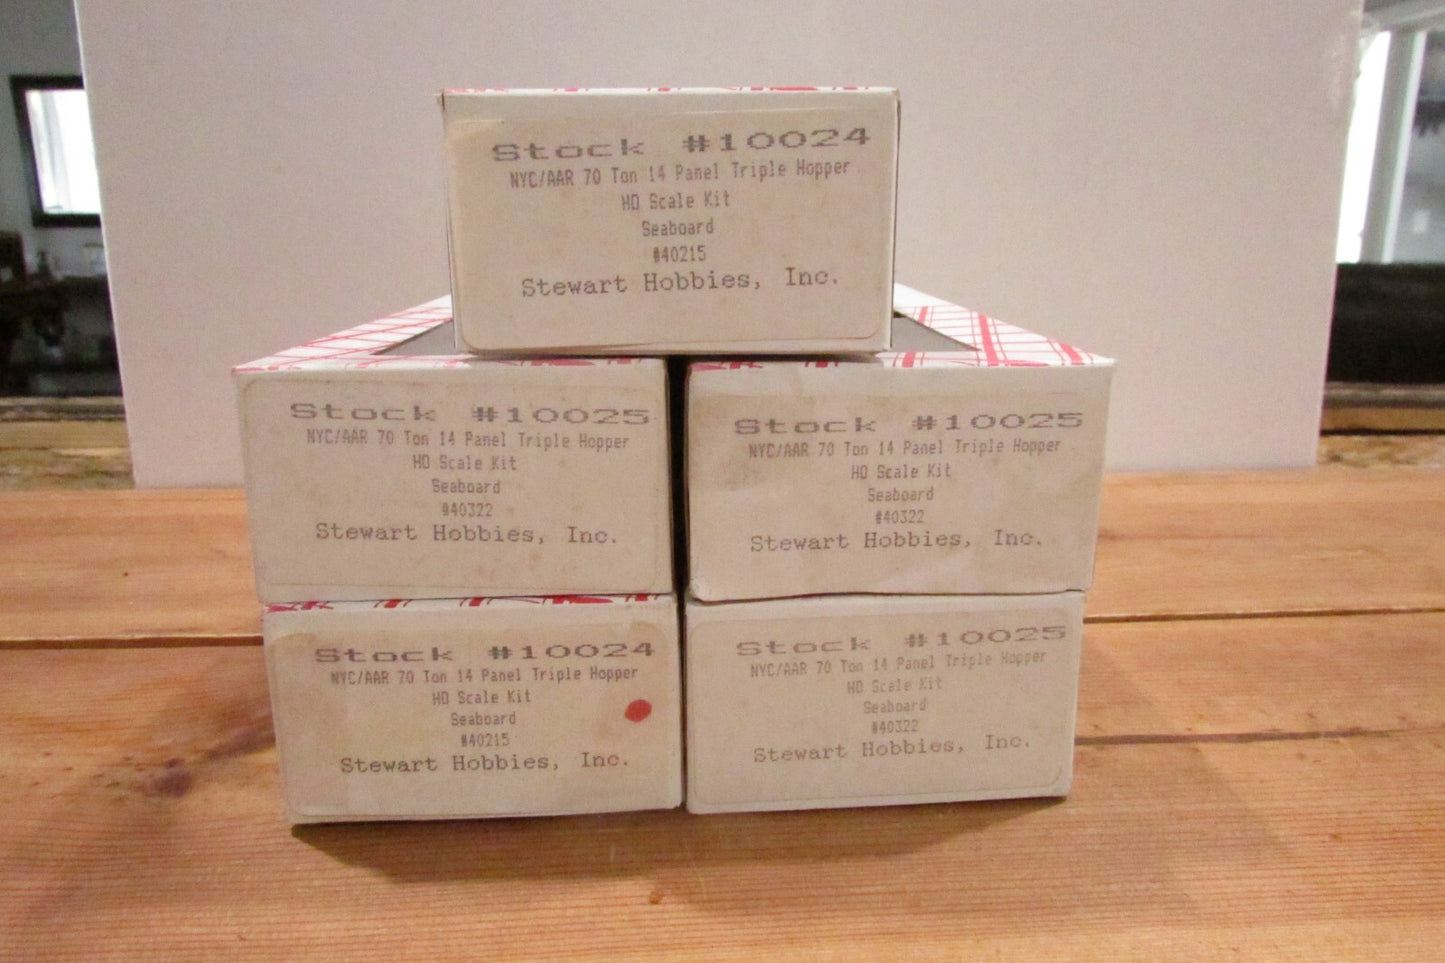 Stock #10024
NYC/AAR 70 Ton 14 Panel Triple Hopper
HO Scale Kit
Seaboard
#40215
Stewart Hobbies, Inc.
Stock #10025
NYC/AAR 70 Ton 14 Panel Triple Hopper
HO Scale Kit
Seaboard
#40322
Stewart Hobbies, Inc.
Stock #10025
NYC/AAR 70 Ton 14 Panel Triple Hopper
HO Scale Kit
Seaboard
#40322
Stewart Hobbies, Inc.
Stock #10024
NYC/AAR 70 Ton 14 Panel Triple Hopper
HO Scale Kit
Seaboard
#40215
Stewart Hobbies, Inc.
Stock #10025
NYC/AAR 70 Ton 14 Panel Triple Hopper
HO Scale Kit
Seaboard
#40322
Stewart Hobbies, Inc.